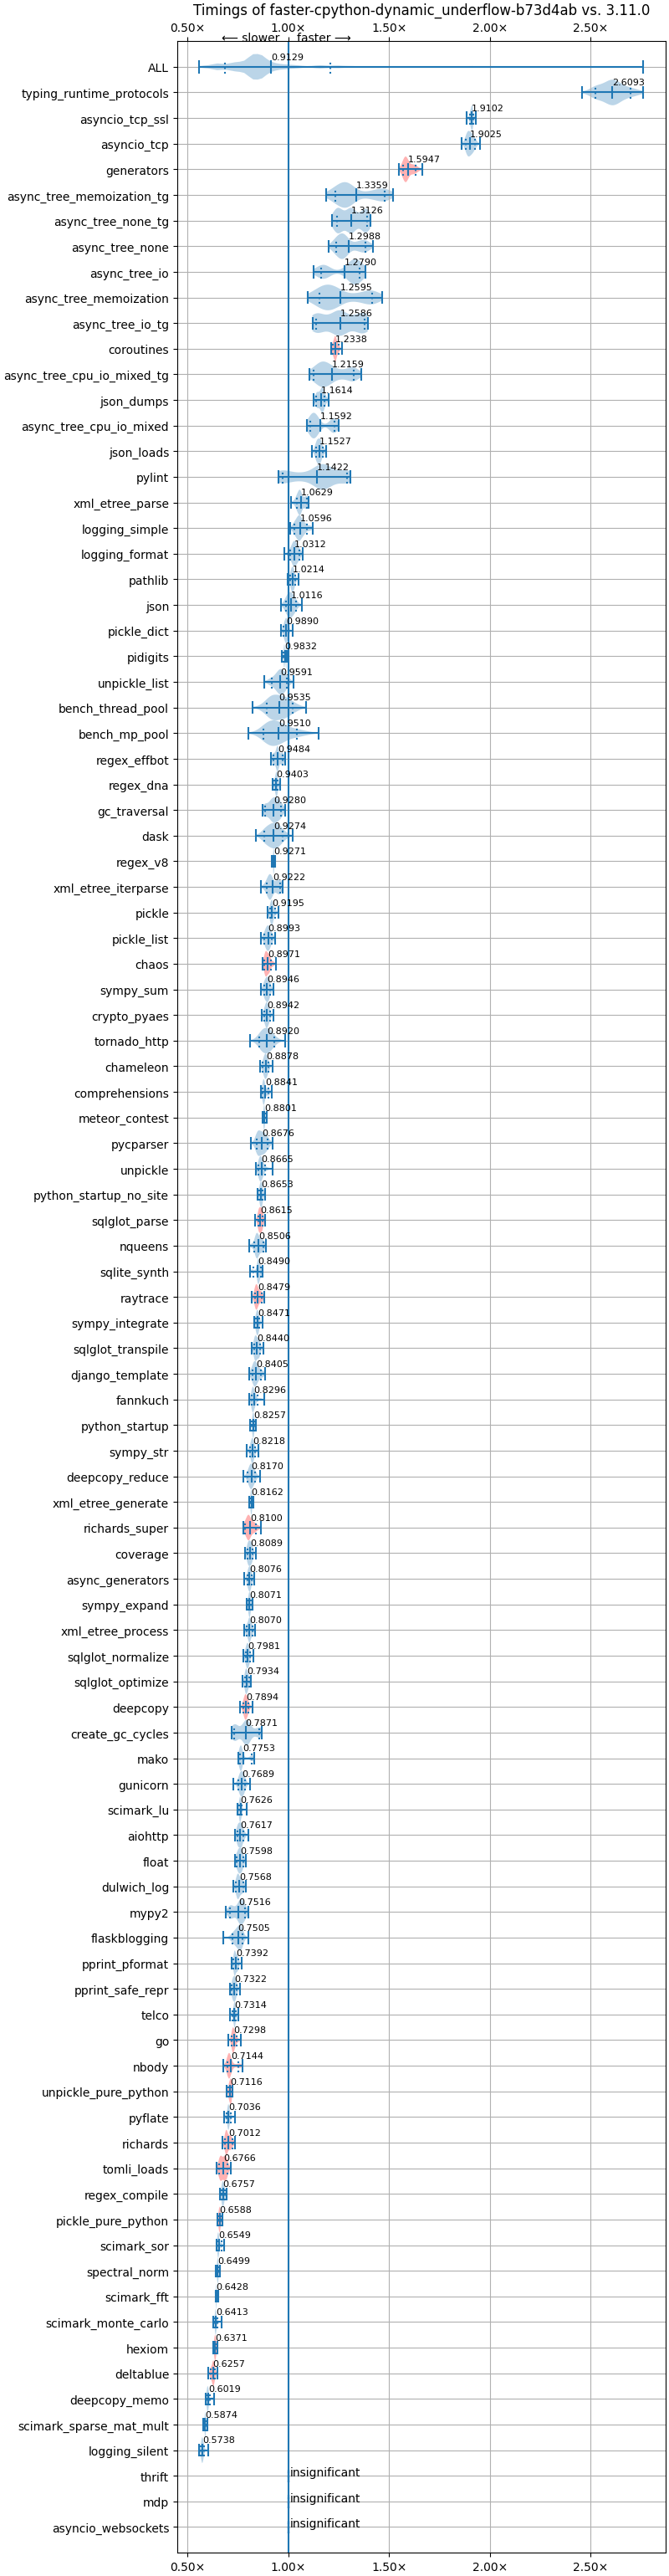 Timings of faster-cpython-dynamic_underflow-b73d4ab vs. 3.11.0
0.50× 1.00× 1.50× 2.00× 2.50×
⟵ slower faster ⟶
ALL 0.9129
typing_runtime_protocols 2.6093
asyncio_tcp_ssl 1.9102
asyncio_tcp 1.9025
generators 1.5947
async_tree_memoization_tg 1.3359
async_tree_none_tg 1.3126
async_tree_none 1.2988
async_tree_io 1.2790
async_tree_memoization 1.2595
async_tree_io_tg 1.2586
coroutines 1.2338
async_tree_cpu_io_mixed_tg 1.2159
json_dumps 1.1614
async_tree_cpu_io_mixed 1.1592
json_loads 1.1527
pylint 1.1422
xml_etree_parse 1.0629
logging_simple 1.0596
logging_format 1.0312
pathlib 1.0214
json 1.0116
pickle_dict 0.9890
pidigits 0.9832
unpickle_list 0.9591
bench_thread_pool 0.9535
bench_mp_pool 0.9510
regex_effbot 0.9484
regex_dna 0.9403
gc_traversal 0.9280
dask 0.9274
regex_v8 0.9271
xml_etree_iterparse 0.9222
pickle 0.9195
pickle_list 0.8993
chaos 0.8971
sympy_sum 0.8946
crypto_pyaes 0.8942
tornado_http 0.8920
chameleon 0.8878
comprehensions 0.8841
meteor_contest 0.8801
pycparser 0.8676
unpickle 0.8665
python_startup_no_site 0.8653
sqlglot_parse 0.8615
nqueens 0.8506
sqlite_synth 0.8490
raytrace 0.8479
sympy_integrate 0.8471
sqlglot_transpile 0.8440
django_template 0.8405
fannkuch 0.8296
python_startup 0.8257
sympy_str 0.8218
deepcopy_reduce 0.8170
xml_etree_generate 0.8162
richards_super 0.8100
coverage 0.8089
async_generators 0.8076
sympy_expand 0.8071
xml_etree_process 0.8070
sqlglot_normalize 0.7981
sqlglot_optimize 0.7934
deepcopy 0.7894
create_gc_cycles 0.7871
mako 0.7753
gunicorn 0.7689
scimark_lu 0.7626
aiohttp 0.7617
float 0.7598
dulwich_log 0.7568
mypy2 0.7516
flaskblogging 0.7505
pprint_pformat 0.7392
pprint_safe_repr 0.7322
telco 0.7314
go 0.7298
nbody 0.7144
unpickle_pure_python 0.7116
pyflate 0.7036
richards 0.7012
tomli_loads 0.6766
regex_compile 0.6757
pickle_pure_python 0.6588
scimark_sor 0.6549
spectral_norm 0.6499
scimark_fft 0.6428
scimark_monte_carlo 0.6413
hexiom 0.6371
deltablue 0.6257
deepcopy_memo 0.6019
scimark_sparse_mat_mult 0.5874
logging_silent 0.5738
thrift insignificant
mdp insignificant
asyncio_websockets insignificant
0.50× 1.00× 1.50× 2.00× 2.50×